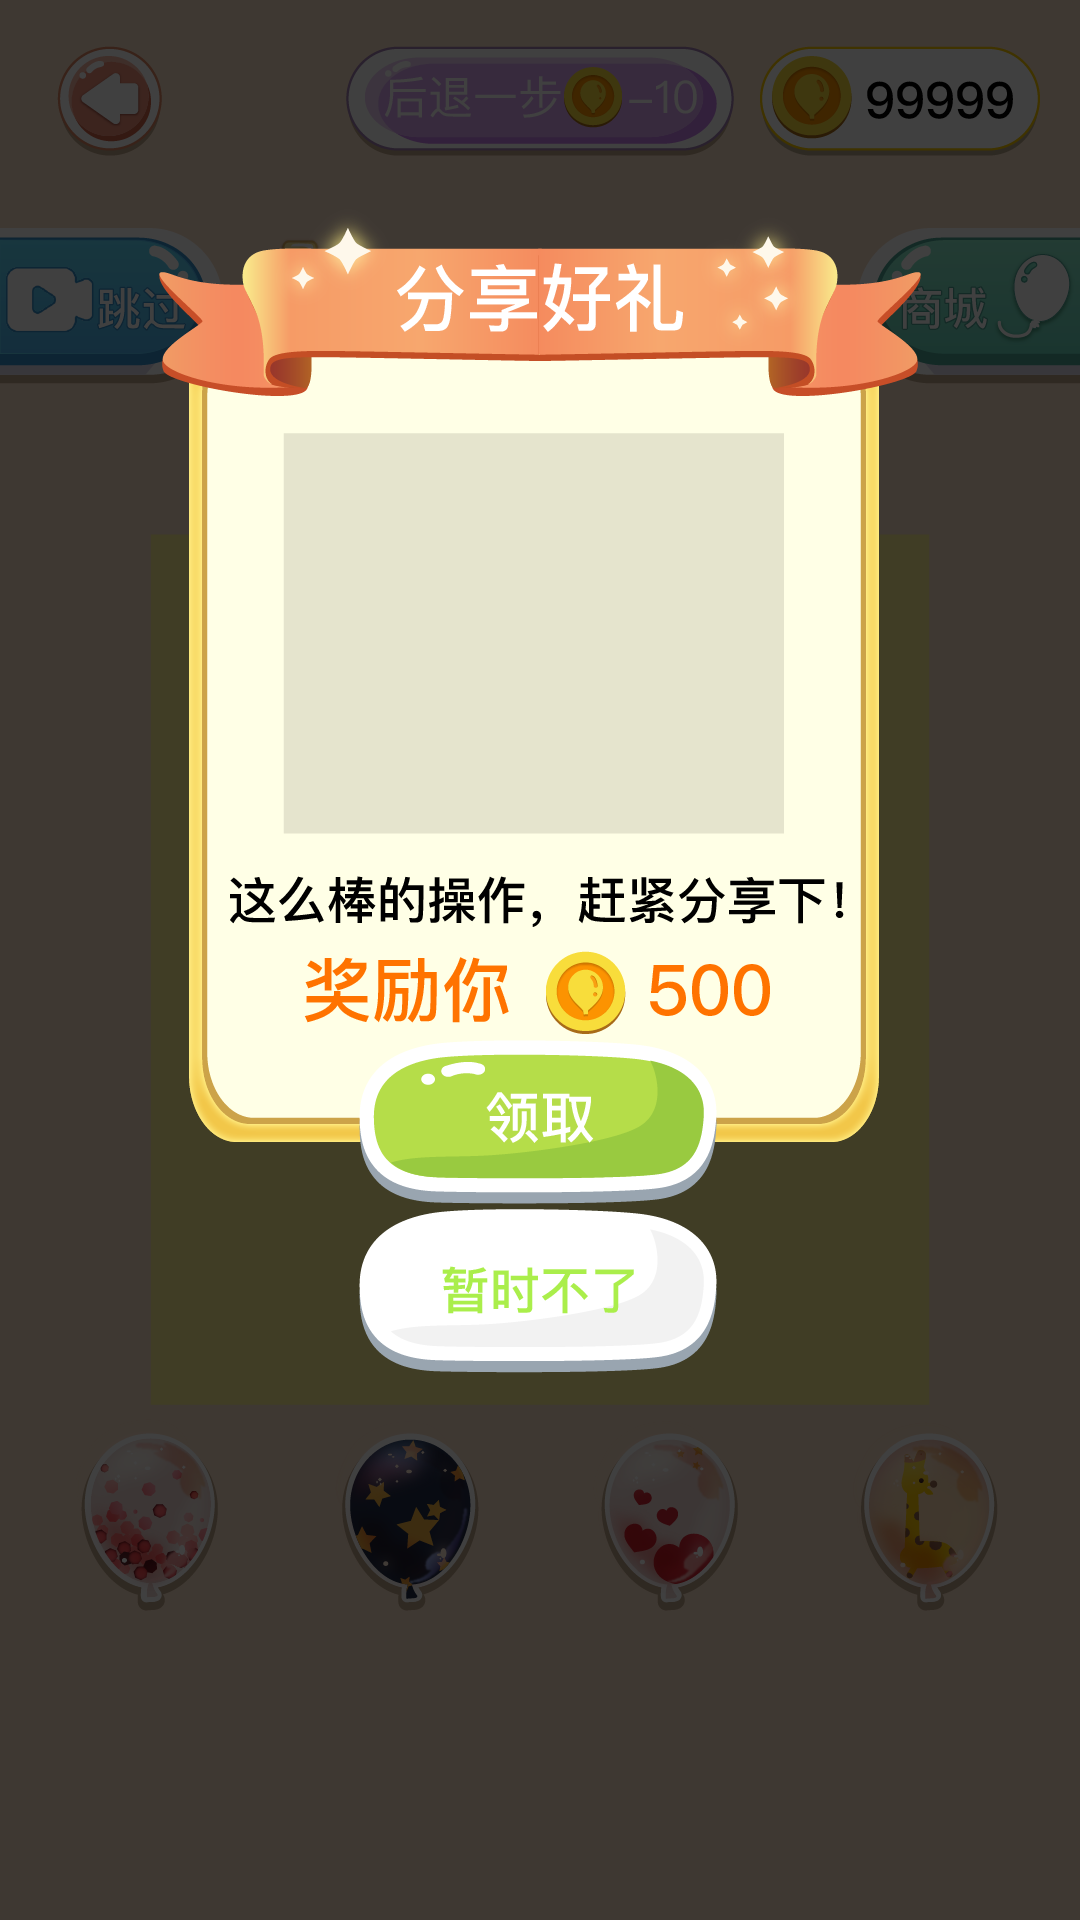 后退一步 -10
99999
跳过
商城
分享好礼
这么棒的操作，赶紧分享下！
奖励你 500
领取
暂时不了